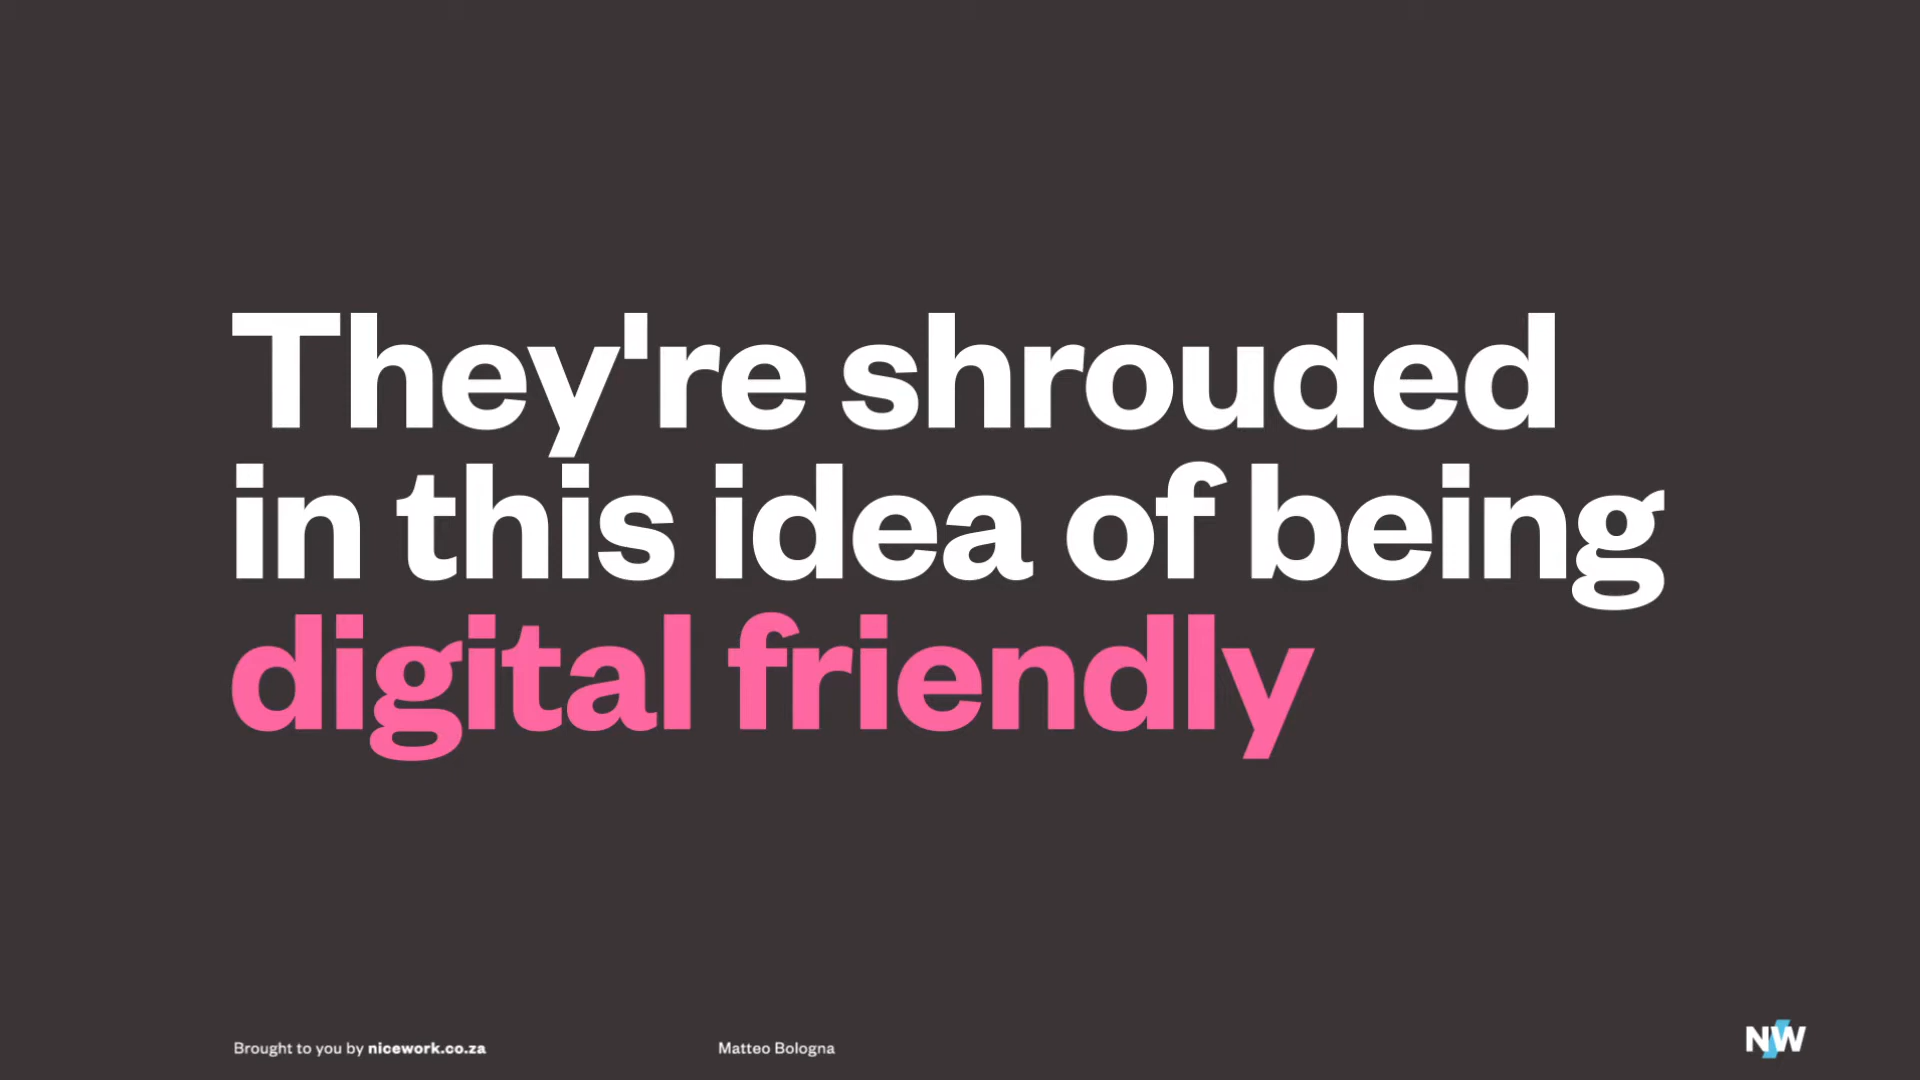 They're shrouded
in this idea of being
digital friendly
Brought to you by nicework.co.za
Matteo Bologna
NW